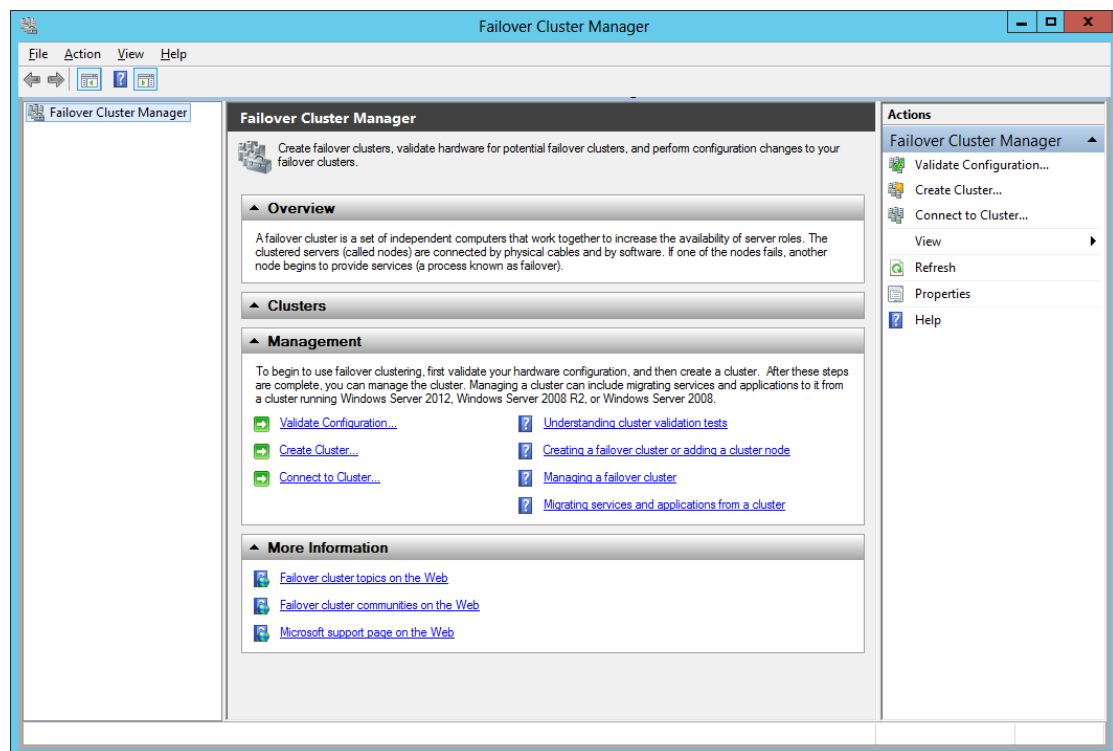 Failover Cluster Manager
File Action View Help
Failover Cluster Manager
Failover Cluster Manager
Create failover clusters, validate hardware for potential failover clusters, and perform configuration changes to your
failover clusters.
Overview
A failover cluster is a set of independent computers that work together to increase the availability of server roles. The
clustered servers (called nodes) are connected by physical cables and by software. If one of the nodes fails, another
node begins to provide services (a process known as failover).
Clusters
Management
To begin to use failover clustering, first validate your hardware configuration, and then create a cluster. After these steps
are complete, you can manage the cluster. Managing a cluster can include migrating services and applications to it from
a cluster running Windows Server 2012, Windows Server 2008 R2, or Windows Server 2008.
Validate Configuration...
Understanding cluster validation tests
Create Cluster...
Creating a failover cluster or adding a cluster node
Connect to Cluster...
Managing a failover cluster
Migrating services and applications from a cluster
More Information
Failover cluster topics on the Web
Failover cluster communities on the Web
Microsoft support page on the Web
Actions
Failover Cluster Manager
Validate Configuration...
Create Cluster...
Connect to Cluster...
View
Refresh
Properties
Help